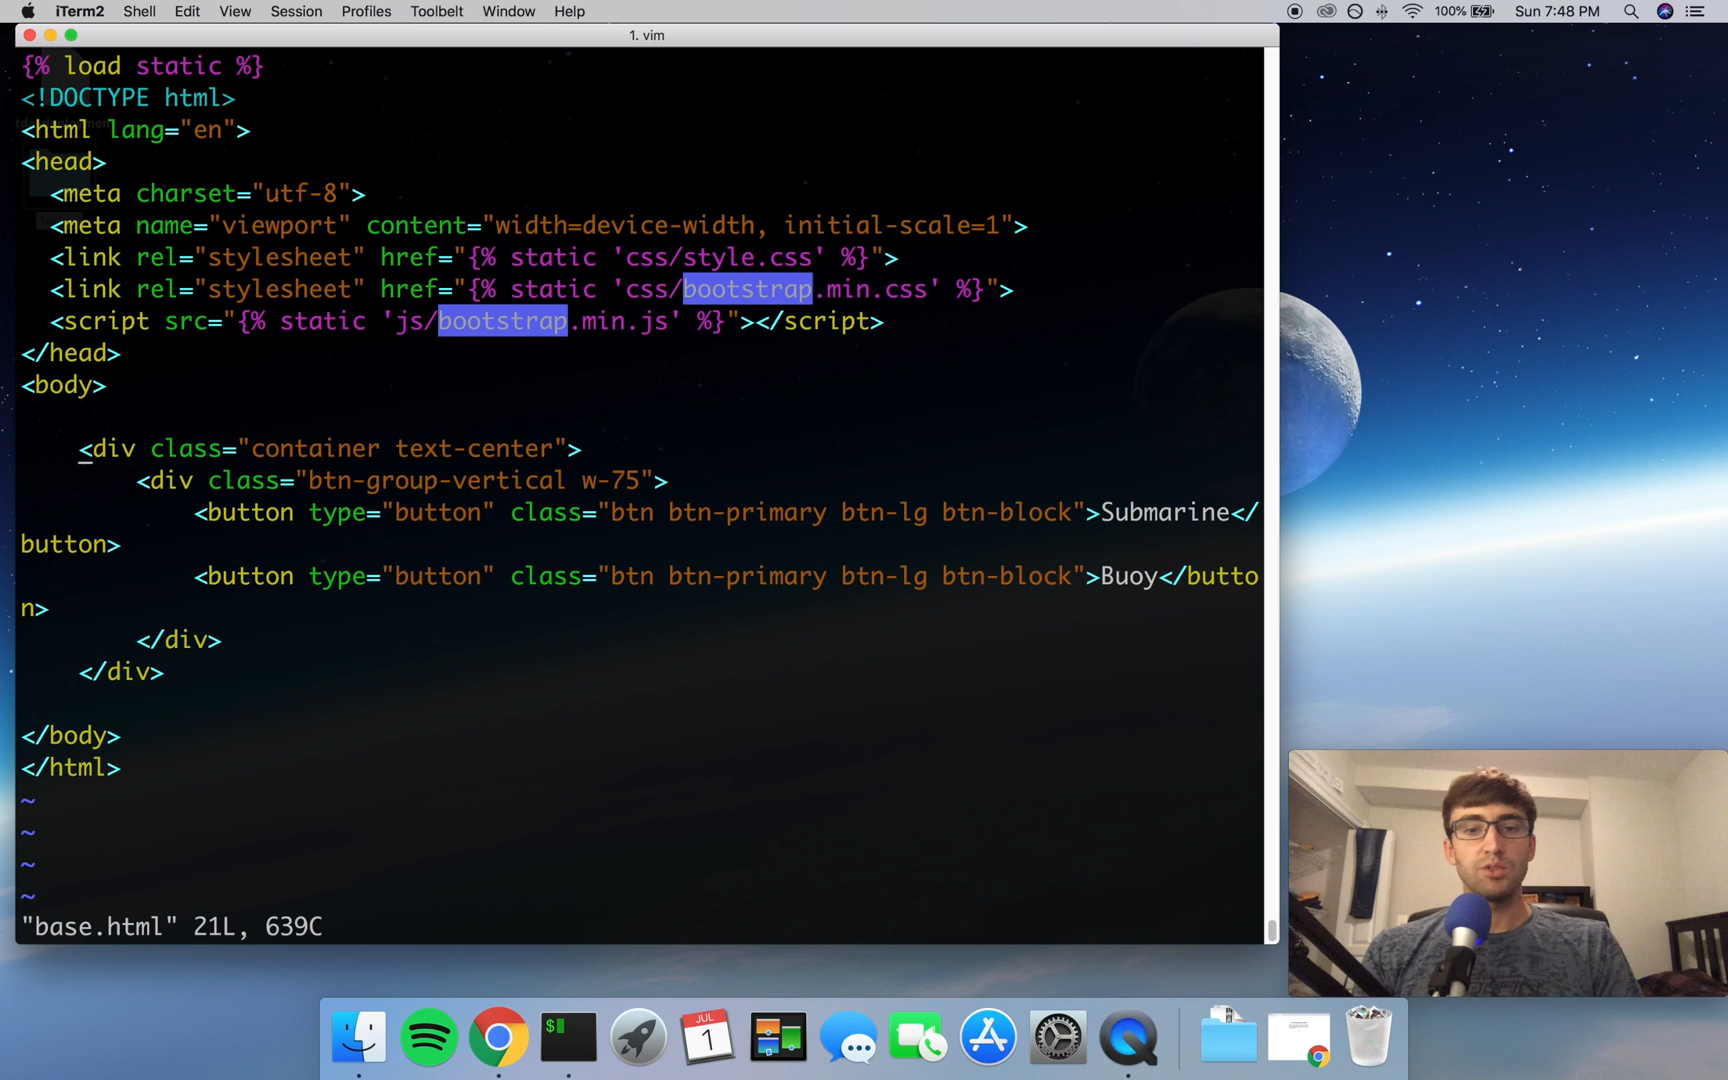 iTerm2 Shell Edit View Session Profiles Toolbelt Window Help 100% Sun 7:48 PM
1. vim
{% load static %}
<!DOCTYPE html>
<html lang="en">
<head>
<meta charset="utf-8">
<meta name="viewport" content="width=device-width, initial-scale=1">
<link rel="stylesheet" href="{% static 'css/style.css' %}">
<link rel="stylesheet" href="{% static 'css/bootstrap.min.css' %}">
<script src="{% static 'js/bootstrap.min.js' %}"></script>
</head>
<body>
<div class="container text-center">
<div class="btn-group-vertical w-75">
<button type="button" class="btn btn-primary btn-lg btn-block">Submarine</
button>
<button type="button" class="btn btn-primary btn-lg btn-block">Buoy</butto
n>
</div>
</div>
</body>
</html>
~
~
~
~
"base.html" 21L, 639C
$
JUL
1